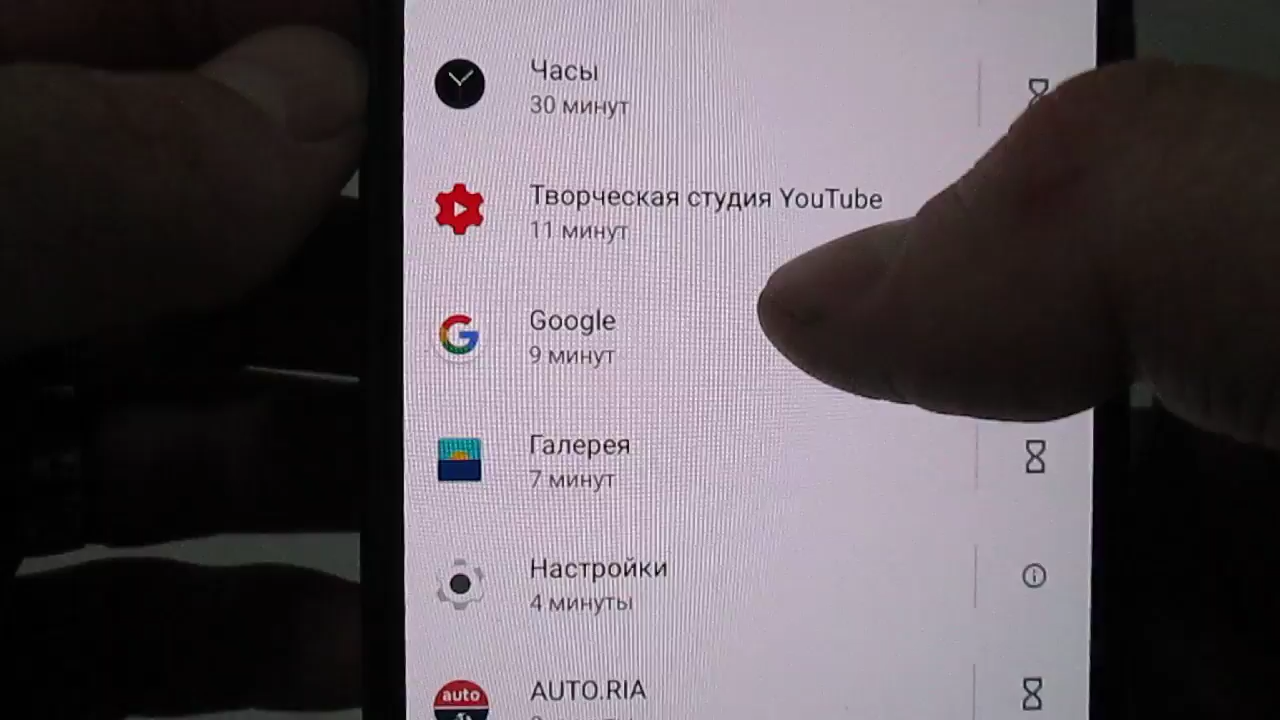 Часы
30 минут
Творческая студия YouTube
11 минут
Google
9 минут
Галерея
7 минут
Настройки
4 минуты
auto
AUTO.RIA